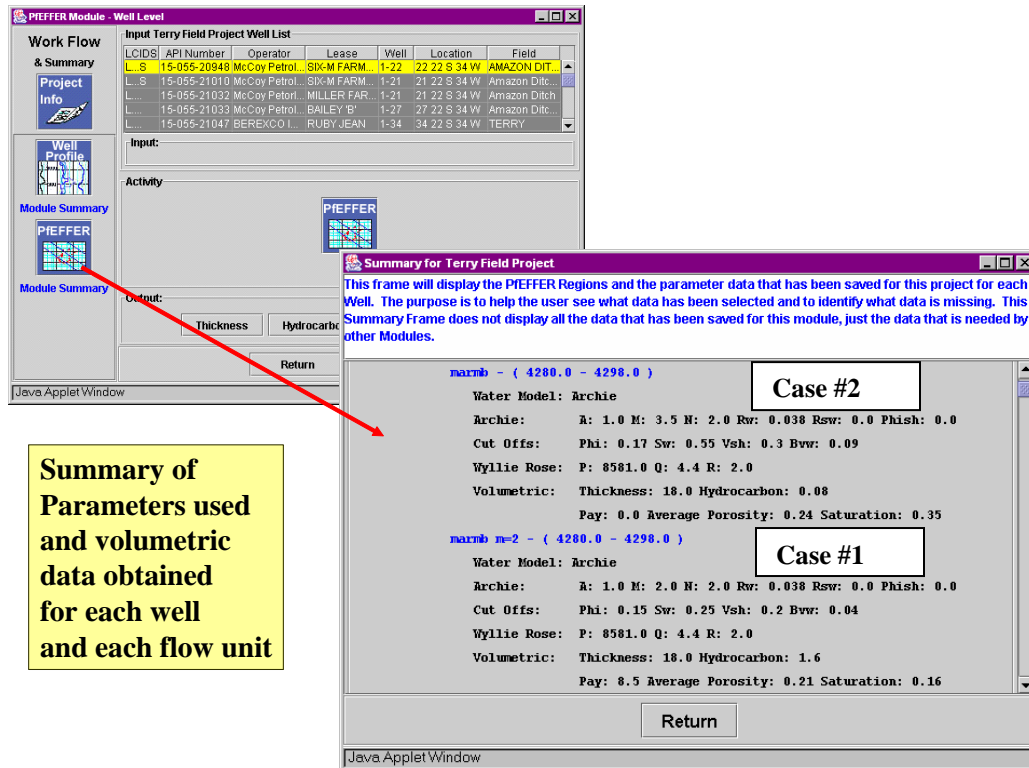 PfEFFER Module - Well Level
Work Flow
& Summary
Project
Info
Well
Profile
Module Summary
PfEFFER
Module Summary
Input Terry Field Project Well List
LCIDS API Number Operator Lease Well Location Field
L...S 15-055-20948 McCoy Petrol... SIX-M FARM... 1-22 22 22 S 34 W AMAZON DIT...
L...S 15-055-21010 McCoy Petrol... SIX-M FARM... 1-21 21 22 S 34 W Amazon Ditc...
L... 15-055-21032 McCoy Petorl... MILLER FAR... 1-21 21 22 S 34 W Amazon Ditch
L... 15-055-21033 McCoy Petrol... BAILEY 'B' 1-27 27 22 S 34 W Amazon Ditc...
L... 15-055-21047 BEREXCO I... RUBY JEAN 1-34 34 22 S 34 W TERRY
Input:
Activity
PfEFFER
Output:
Thickness
Return
Java Applet Window
Summary for Terry Field Project
This frame will display the PfEFFER Regions and the parameter data that has been saved for this project for each
Well. The purpose is to help the user see what data has been selected and to identify what data is missing. This
Summary Frame does not display all the data that has been saved for this module, just the data that is needed by
other Modules.
marmb - ( 4280.0 - 4298.0 )
Case #2
Water Model: Archie
Archie: A: 1.0 M: 3.5 N: 2.0 Rw: 0.038 Rsw: 0.0 Phish: 0.0
Cut Offs: Phi: 0.17 Sw: 0.55 Vsh: 0.3 Bvw: 0.09
Wyllie Rose: P: 8581.0 Q: 4.4 R: 2.0
Volumetric: Thickness: 18.0 Hydrocarbon: 0.08
Pay: 0.0 Average Porosity: 0.24 Saturation: 0.35
marmb m=2 - ( 4280.0 - 4298.0 )
Case #1
Water Model: Archie
Archie: A: 1.0 M: 2.0 N: 2.0 Rw: 0.038 Rsw: 0.0 Phish: 0.0
Cut Offs: Phi: 0.15 Sw: 0.25 Vsh: 0.2 Bvw: 0.04
Wyllie Rose: P: 8581.0 Q: 4.4 R: 2.0
Volumetric: Thickness: 18.0 Hydrocarbon: 1.6
Pay: 8.5 Average Porosity: 0.21 Saturation: 0.16
Return
Java Applet Window
Summary of
Parameters used
and volumetric
data obtained
for each well
and each flow unit